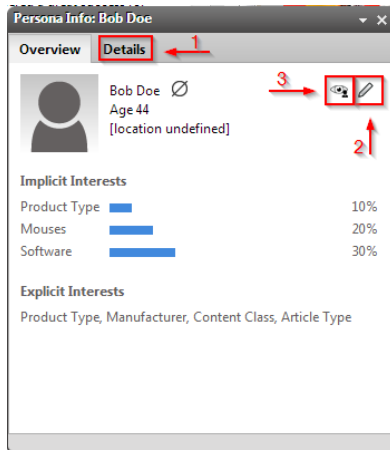 Persona Info: Bob Doe
Overview Details 1
Bob Doe
3
Age 44
[location undefined]
2
Implicit Interests
Product Type 10%
Mouses 20%
Software 30%
Explicit Interests
Product Type, Manufacturer, Content Class, Article Type